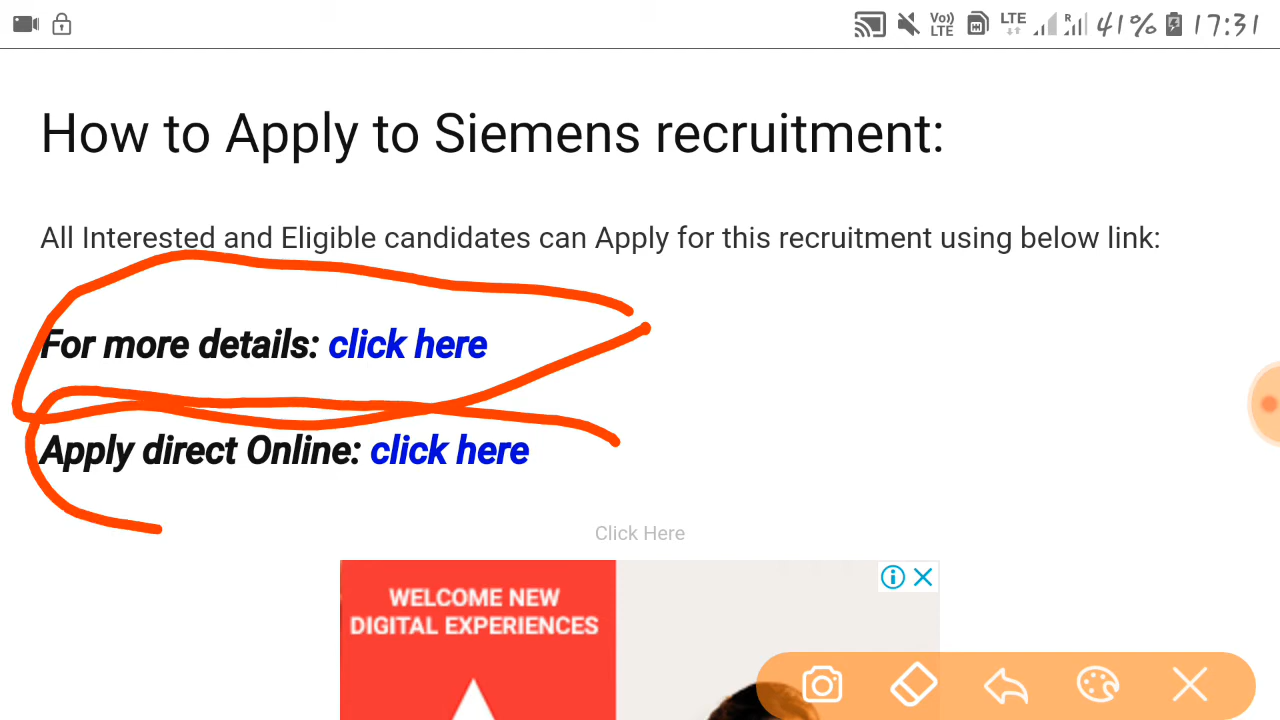 Vo)) LTE LTE R 41% 17:31
How to Apply to Siemens recruitment:
All Interested and Eligible candidates can Apply for this recruitment using below link:
For more details: click here
Apply direct Online: click here
Click Here
WELCOME NEW
DIGITAL EXPERIENCES